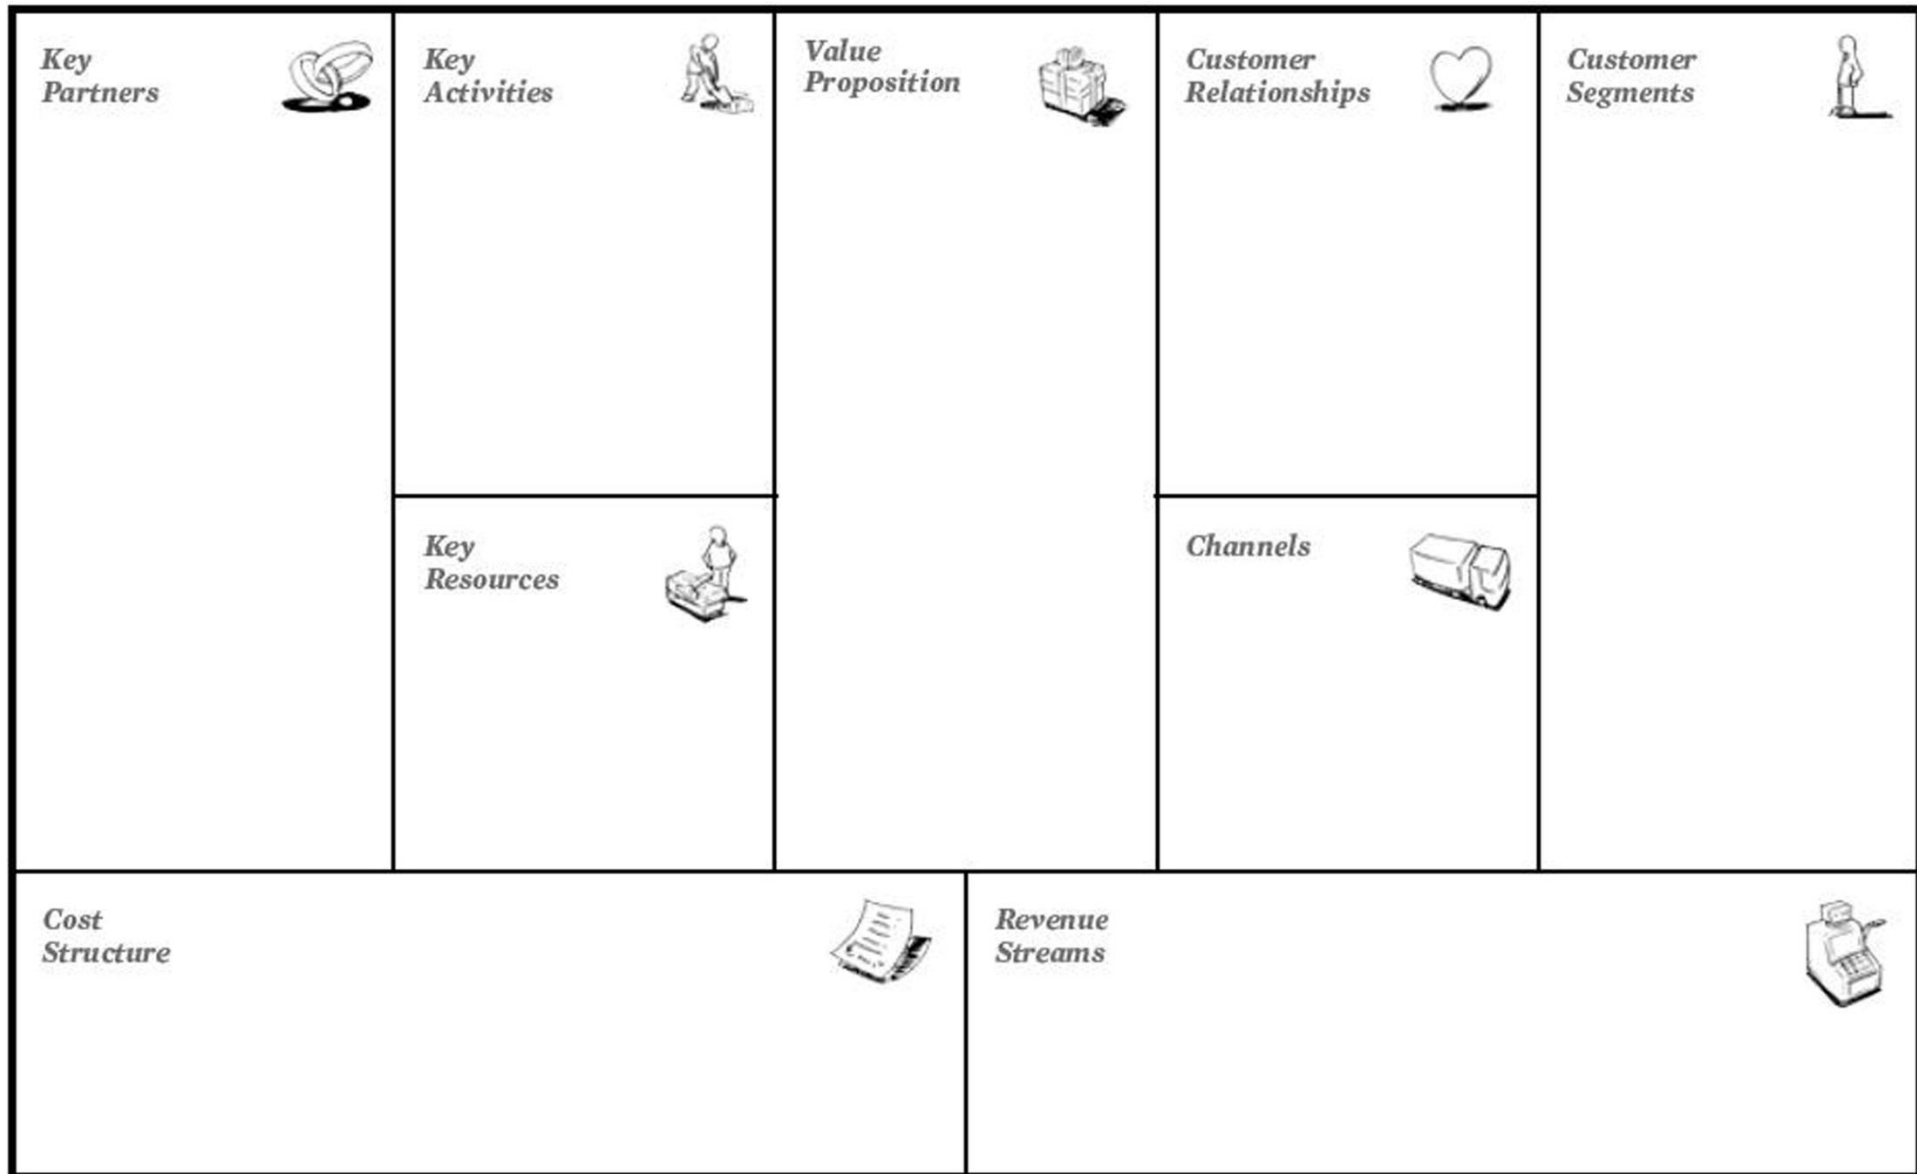 Key
Partners
Key
Activities
Value
Proposition
Customer
Relationships
Customer
Segments
Key
Resources
Channels
Cost
Structure
Revenue
Streams